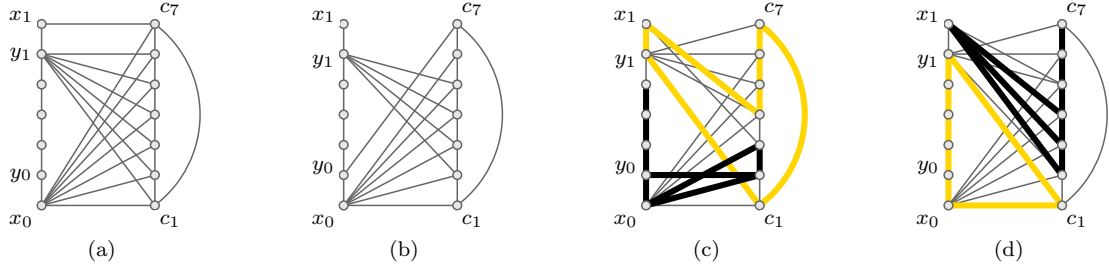 x₁ c₇ x₁ c₇ x₁ c₇ x₁ c₇
y₁ y₁ y₁ y₁
y₀ y₀ y₀ y₀
x₀ c₁ x₀ c₁ x₀ c₁ x₀ c₁
(a) (b) (c) (d)